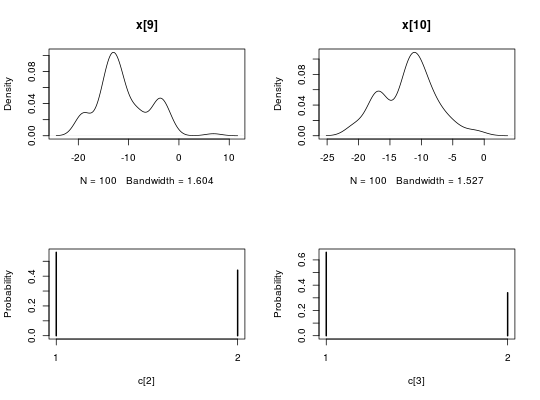 x[9]
x[10]
Density
0.00 0.04 0.08
-20 -10 0 10
N = 100 Bandwidth = 1.604
Density
0.00 0.04 0.08
-25 -20 -15 -10 -5 0
N = 100 Bandwidth = 1.527
Probability
0.0 0.2 0.4
1 2
c[2]
Probability
0.0 0.2 0.4 0.6
1 2
c[3]